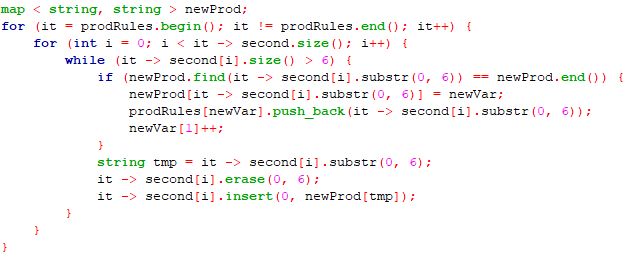 map < string, string > newProd;
for (it = prodRules.begin(); it != prodRules.end(); it++) {
    for (int i = 0; i < it -> second.size(); i++) {
        while (it -> second[i].size() > 6) {
            if (newProd.find(it -> second[i].substr(0, 6)) == newProd.end()) {
                newProd[it -> second[i].substr(0, 6)] = newVar;
                prodRules[newVar].push_back(it -> second[i].substr(0, 6));
                newVar[1]++;
            }
            string tmp = it -> second[i].substr(0, 6);
            it -> second[i].erase(0, 6);
            it -> second[i].insert(0, newProd[tmp]);
        }
    }
}